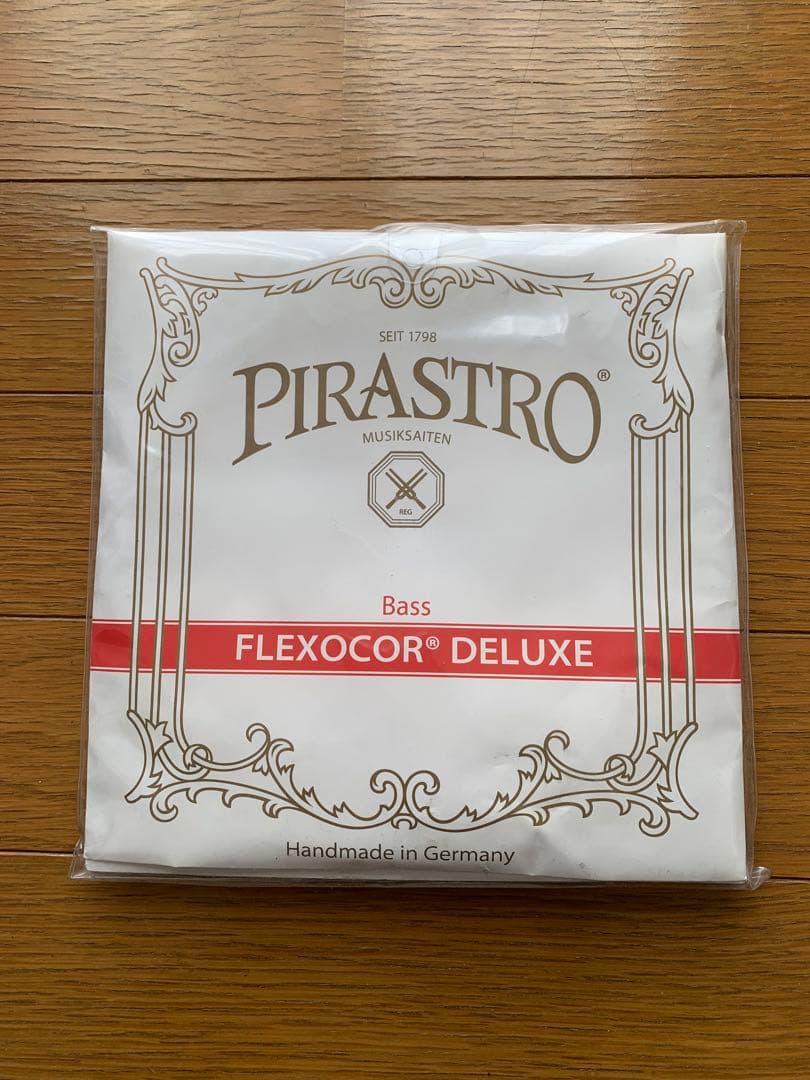 SEIT 1798
PIRASTRO®
MUSIKSAITEN
REG
Bass
FLEXOCOR® DELUXE
Handmade in Germany